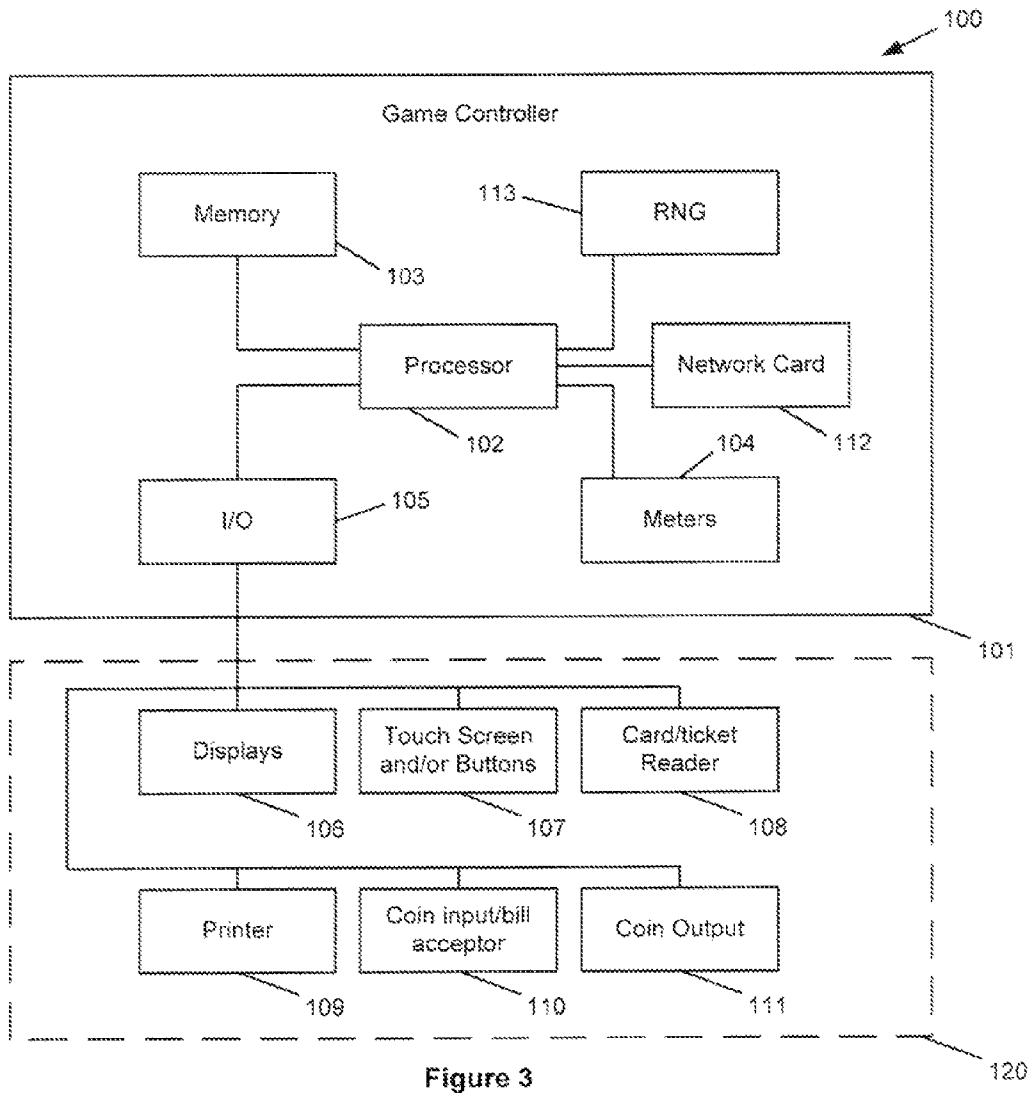 100
Game Controller
Memory
103
113
RNG
Processor
102
Network Card
112
I/O
105
104
Meters
101
Displays
106
Touch Screen
and/or Buttons
107
Card/ticket
Reader
108
Printer
109
Coin input/bill
acceptor
110
Coin Output
111
120
Figure 3